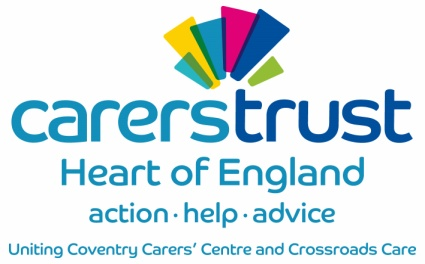 carerstrust
Heart of England
action · help · advice
Uniting Coventry Carers' Centre and Crossroads Care